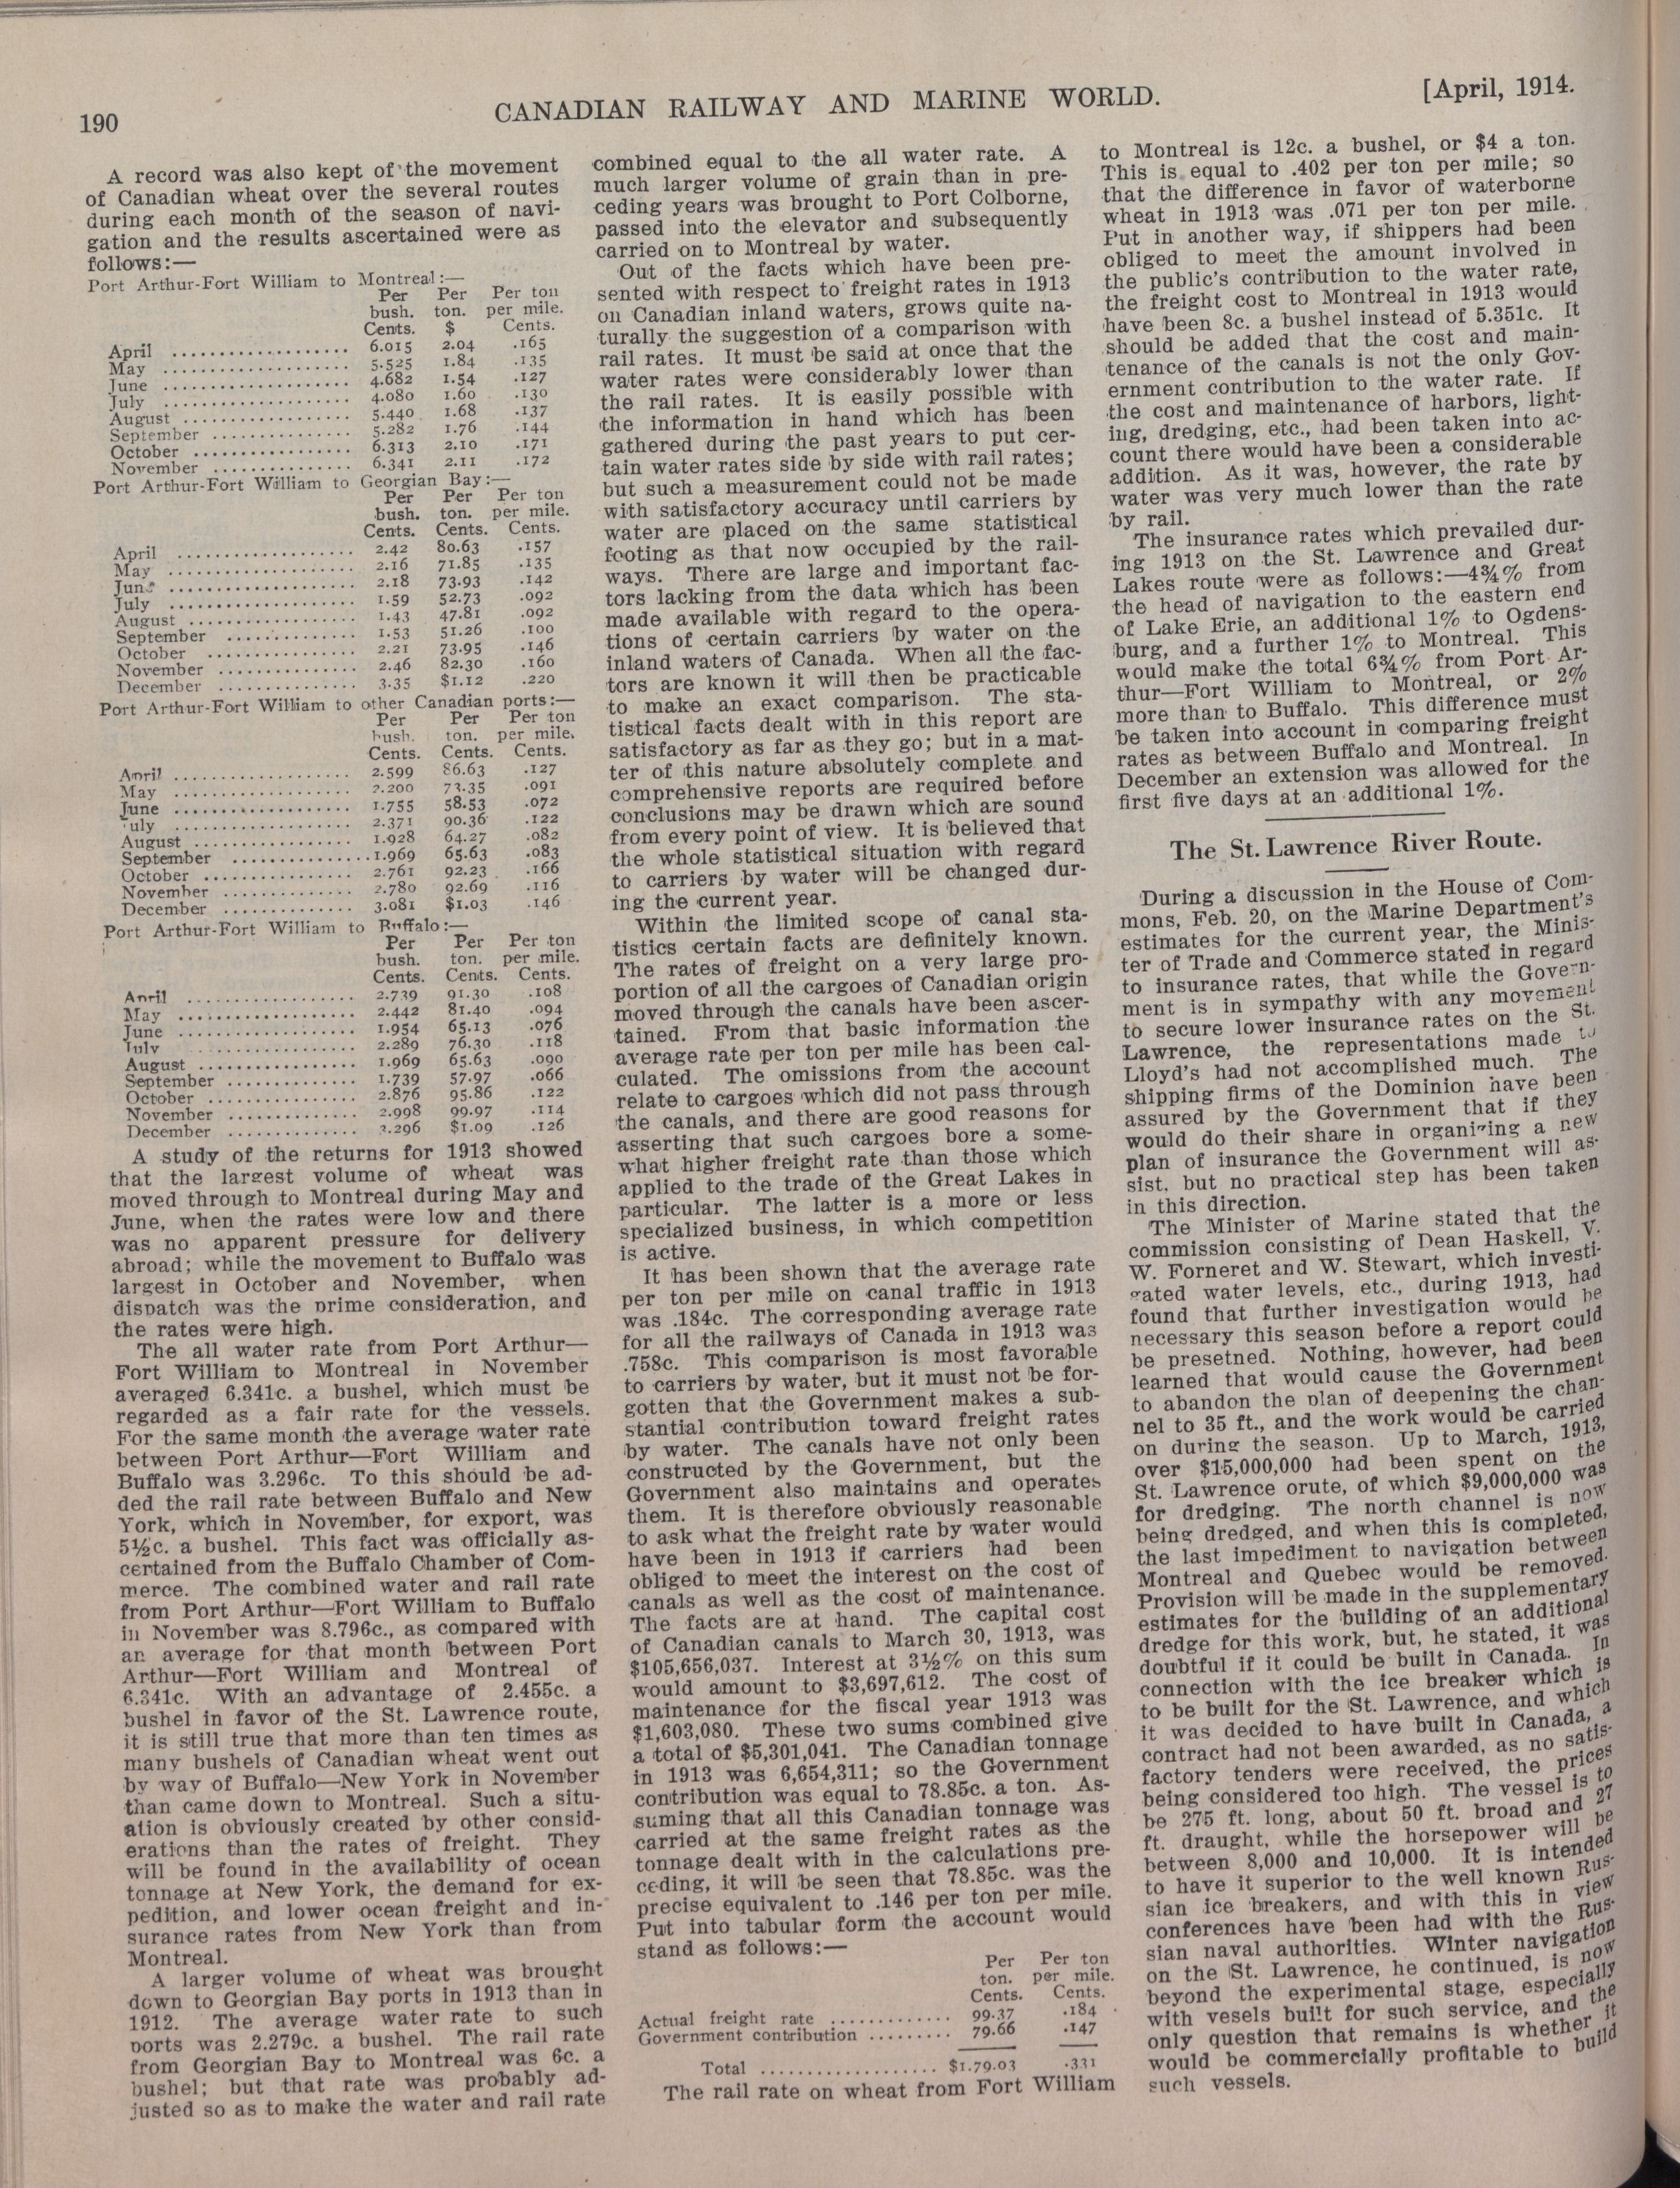 190
CANADIAN RAILWAY AND MARINE WORLD.
[April, 1914.
A record was also kept of the movement
of Canadian wheat over the several routes
during each month of the season of navi-
gation and the results ascertained were as
follows:—
Port Arthur-Fort William to Montreal:—
Per Per Per ton
bush. ton. per mile.
Cents. $ Cents.
April ................... 6.015 2.04 .165
May .................... 5.525 1.84 .135
June .................... 4.682 1.54 .127
July .................... 4.080 1.60 .130
August .................. 5.440 1.68 .137
September ............... 5.282 1.76 .144
October ................. 6.313 2.10 .171
November ............... 6.341 2.11 .172
Port Arthur-Fort William to Georgian Bay:—
Per Per Per ton
bush. ton. per mile.
Cents. Cents. Cents.
April ................... 2.42 80.63 .157
May .................... 2.16 71.85 .135
June .................... 2.18 73.93 .142
July .................... 1.59 52.73 .092
August .................. 1.43 47.81 .092
September .............. 1.53 51.26 .100
October ................ 2.21 73.95 .146
November ............... 2.46 82.30 .160
December ............... 3.35 $1.12 .220
Port Arthur-Fort William to other Canadian ports:—
Per Per Per ton
bush. ton. per mile.
Cents. Cents. Cents.
April ................... 2.599 86.63 .127
May .................... 2.200 73.35 .091
June ................... 1.755 58.53 .072
July ................... 2.371 90.36 .122
August ................. 1.928 64.27 .082
September ...............1.969 65.63 .083
October ................ 2.761 92.23 .166
November .............. 2.780 92.69 .116
December .............. 3.081 $1.03 .146
Port Arthur-Fort William to Buffalo:—
Per Per Per ton
bush. ton. per mile.
Cents. Cents. Cents.
April .................. 2.739 91.30 .108
May ................... 2.442 81.40 .094
June ................... 1.954 65.13 .076
July .................. 2.289 76.30 .118
August ................. 1.969 65.63 .090
September .............. 1.739 57.97 .066
October ................ 2.876 95.86 .122
November .............. 2.998 99.97 .114
December .............. 3.296 $1.09 .126
A study of the returns for 1913 showed
that the largest volume of wheat was
moved through to Montreal during May and
June, when the rates were low and there
was no apparent pressure for delivery
abroad; while the movement to Buffalo was
largest in October and November, when
dispatch was the prime consideration, and
the rates were high.
The all water rate from Port Arthur—
Fort William to Montreal in November
averaged 6.341c. a bushel, which must be
regarded as a fair rate for the vessels.
For the same month the average water rate
between Port Arthur—Fort William and
Buffalo was 3.296c. To this should be ad-
ded the rail rate between Buffalo and New
York, which in November, for export, was
5½c. a bushel. This fact was officially as-
certained from the Buffalo Chamber of Com-
merce. The combined water and rail rate
from Port Arthur—Fort William to Buffalo
in November was 8.796c., as compared with
an average for that month between Port
Arthur—Fort William and Montreal of
6.341c. With an advantage of 2.455c. a
bushel in favor of the St. Lawrence route,
it is still true that more than ten times as
many bushels of Canadian wheat went out
by way of Buffalo—New York in November
than came down to Montreal. Such a situ-
ation is obviously created by other consid-
erations than the rates of freight. They
will be found in the availability of ocean
tonnage at New York, the demand for ex-
pedition, and lower ocean freight and in-
surance rates from New York than from
Montreal.
A larger volume of wheat was brought
down to Georgian Bay ports in 1913 than in
1912. The average water rate to such
ports was 2.279c. a bushel. The rail rate
from Georgian Bay to Montreal was 6c. a
bushel; but that rate was probably ad-
justed so as to make the water and rail rate
combined equal to the all water rate. A
much larger volume of grain than in pre-
ceding years was brought to Port Colborne,
passed into the elevator and subsequently
carried on to Montreal by water.
Out of the facts which have been pre-
sented with respect to freight rates in 1913
on Canadian inland waters, grows quite na-
turally the suggestion of a comparison with
rail rates. It must be said at once that the
water rates were considerably lower than
the rail rates. It is easily possible with
the information in hand which has been
gathered during the past years to put cer-
tain water rates side by side with rail rates;
but such a measurement could not be made
with satisfactory accuracy until carriers by
water are placed on the same statistical
footing as that now occupied by the rail-
ways. There are large and important fac-
tors lacking from the data which has been
made available with regard to the opera-
tions of certain carriers by water on the
inland waters of Canada. When all the fac-
tors are known it will then be practicable
to make an exact comparison. The sta-
tistical facts dealt with in this report are
satisfactory as far as they go; but in a mat-
ter of this nature absolutely complete and
comprehensive reports are required before
conclusions may be drawn which are sound
from every point of view. It is believed that
the whole statistical situation with regard
to carriers by water will be changed dur-
ing the current year.
Within the limited scope of canal sta-
tistics certain facts are definitely known.
The rates of freight on a very large pro-
portion of all the cargoes of Canadian origin
moved through the canals have been ascer-
tained. From that basic information the
average rate per ton per mile has been cal-
culated. The omissions from the account
relate to cargoes which did not pass through
the canals, and there are good reasons for
asserting that such cargoes bore a some-
what higher freight rate than those which
applied to the trade of the Great Lakes in
particular. The latter is a more or less
specialized business, in which competition
is active.
It has been shown that the average rate
per ton per mile on canal traffic in 1913
was .184c. The corresponding average rate
for all the railways of Canada in 1913 was
.758c. This comparison is most favorable
to carriers by water, but it must not be for-
gotten that the Government makes a sub-
stantial contribution toward freight rates
by water. The canals have not only been
constructed by the Government, but the
Government also maintains and operates
them. It is therefore obviously reasonable
to ask what the freight rate by water would
have been in 1913 if carriers had been
obliged to meet the interest on the cost of
canals as well as the cost of maintenance.
The facts are at hand. The capital cost
of Canadian canals to March 30, 1913, was
$105,656,037. Interest at 3½% on this sum
would amount to $3,697,612. The cost of
maintenance for the fiscal year 1913 was
$1,603,080. These two sums combined give
a total of $5,301,041. The Canadian tonnage
in 1913 was 6,654,311; so the Government
contribution was equal to 78.85c. a ton. As-
suming that all this Canadian tonnage was
carried at the same freight rates as the
tonnage dealt with in the calculations pre-
ceding, it will be seen that 78.85c. was the
precise equivalent to .146 per ton per mile.
Put into tabular form the account would
stand as follows:—
Per Per ton
ton. per mile.
Cents. Cents.
Actual freight rate ............. 99.37 .184
Government contribution ......... 79.66 .147
Total ................... $1.79.03 .331
The rail rate on wheat from Fort William
to Montreal is 12c. a bushel, or $4 a ton.
This is equal to .402 per ton per mile; so
that the difference in favor of waterborne
wheat in 1913 was .071 per ton per mile.
Put in another way, if shippers had been
obliged to meet the amount involved in
the public's contribution to the water rate,
the freight cost to Montreal in 1913 would
have been 8c. a bushel instead of 5.351c. It
should be added that the cost and main-
tenance of the canals is not the only Gov-
ernment contribution to the water rate. If
the cost and maintenance of harbors, light-
ing, dredging, etc., had been taken into ac-
count there would have been a considerable
addition. As it was, however, the rate by
water was very much lower than the rate
by rail.
The insurance rates which prevailed dur-
ing 1913 on the St. Lawrence and Great
Lakes route were as follows:—4¾% from
the head of navigation to the eastern end
of Lake Erie, an additional 1% to Ogdens-
burg, and a further 1% to Montreal. This
would make the total 6¾% from Port Ar-
thur—Fort William to Montreal, or 2%
more than to Buffalo. This difference must
be taken into account in comparing freight
rates as between Buffalo and Montreal. In
December an extension was allowed for the
first five days at an additional 1%.
The St. Lawrence River Route.
During a discussion in the House of Com-
mons, Feb. 20, on the Marine Department's
estimates for the current year, the Minis-
ter of Trade and Commerce stated in regard
to insurance rates, that while the Govern-
ment is in sympathy with any movement
to secure lower insurance rates on the St.
Lawrence, the representations made to
Lloyd's had not accomplished much. The
shipping firms of the Dominion have been
assured by the Government that if they
would do their share in organizing a new
plan of insurance the Government will as-
sist, but no practical step has been taken
in this direction.
The Minister of Marine stated that the
commission consisting of Dean Haskell, V.
W. Forneret and W. Stewart, which investi-
gated water levels, etc., during 1913, had
found that further investigation would be
necessary this season before a report could
be presetned. Nothing, however, had been
learned that would cause the Government
to abandon the plan of deepening the chan-
nel to 35 ft., and the work would be carried
on during the season. Up to March, 1913,
over $15,000,000 had been spent on the
St. Lawrence orute, of which $9,000,000 was
for dredging. The north channel is now
being dredged, and when this is completed,
the last impediment to navigation between
Montreal and Quebec would be removed.
Provision will be made in the supplementary
estimates for the building of an additional
dredge for this work, but, he stated, it was
doubtful if it could be built in Canada. In
connection with the ice breaker which is
to be built for the St. Lawrence, and which
it was decided to have built in Canada, a
contract had not been awarded, as no satis-
factory tenders were received, the prices
being considered too high. The vessel is to
be 275 ft. long, about 50 ft. broad and 27
ft. draught, while the horsepower will be
between 8,000 and 10,000. It is intended
to have it superior to the well known Rus-
sian ice breakers, and with this in view
conferences have been had with the Rus-
sian naval authorities. Winter navigation
on the St. Lawrence, he continued, is now
beyond the experimental stage, especially
with vesels built for such service, and the
only question that remains is whether it
would be commercially profitable to build
such vessels.